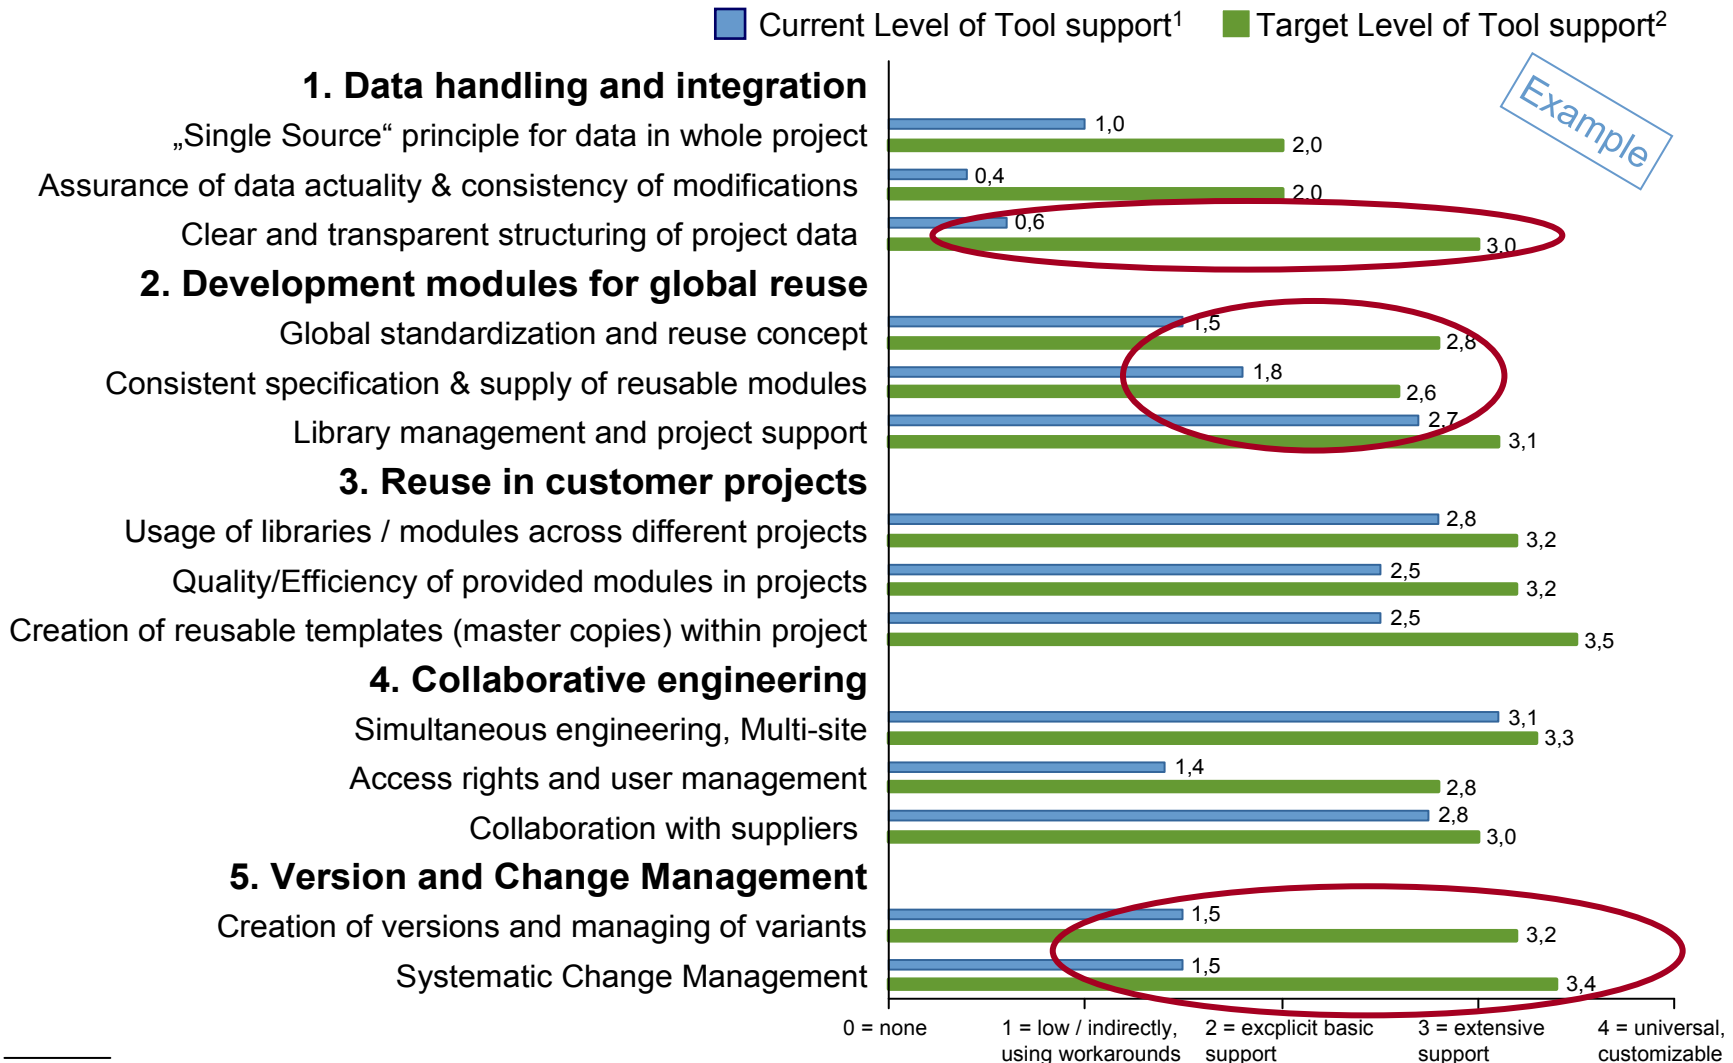 Current Level of Tool support1 Target Level of Tool support2
Example
1. Data handling and integration
„Single Source“ principle for data in whole project 1,0 2,0
Assurance of data actuality & consistency of modifications 0,4 2,0
Clear and transparent structuring of project data 0,6 3,0
2. Development modules for global reuse
Global standardization and reuse concept 1,5 2,8
Consistent specification & supply of reusable modules 1,8 2,6
Library management and project support 2,7 3,1
3. Reuse in customer projects
Usage of libraries / modules across different projects 2,8 3,2
Quality/Efficiency of provided modules in projects 2,5 3,2
Creation of reusable templates (master copies) within project 2,5 3,5
4. Collaborative engineering
Simultaneous engineering, Multi-site 3,1 3,3
Access rights and user management 1,4 2,8
Collaboration with suppliers 2,8 3,0
5. Version and Change Management
Creation of versions and managing of variants 1,5 3,2
Systematic Change Management 1,5 3,4
0 = none 1 = low / indirectly, 2 = excplicit basic 3 = extensive 4 = universal,
using workarounds support support customizable